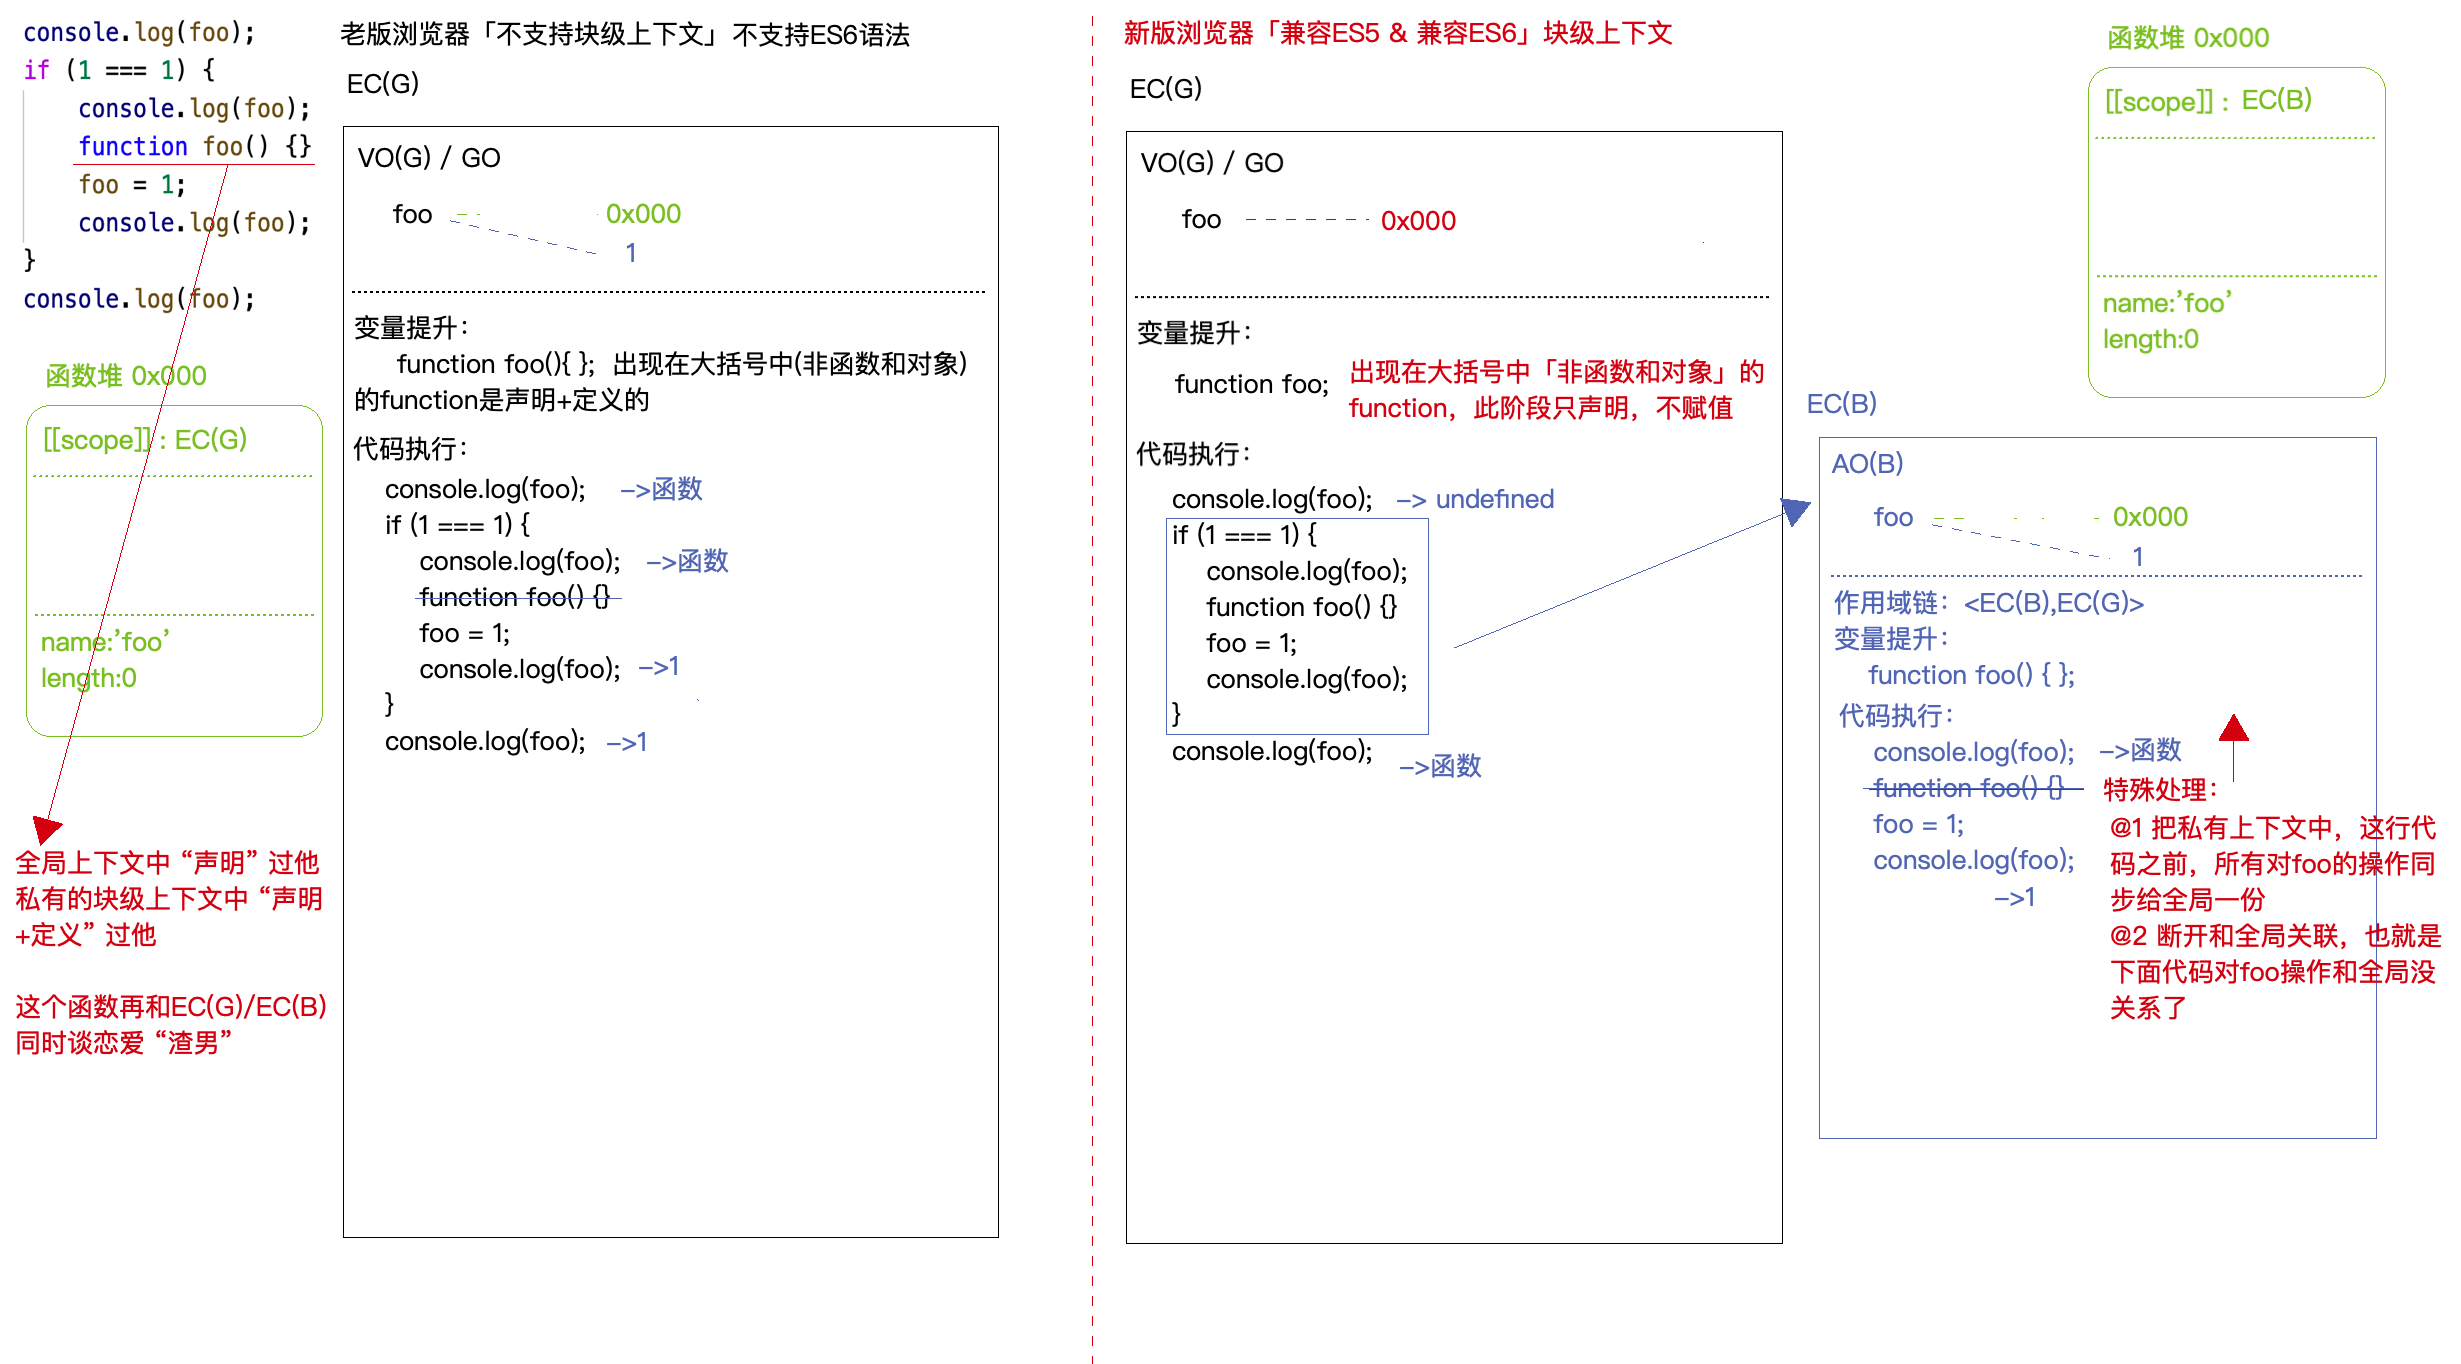 console.log(foo);
if (1 === 1) {
console.log(foo);
function foo() {}
foo = 1;
console.log(foo);
}
console.log(foo);
函数堆 0x000
[[scope]] : EC(G)
name:’foo’
length:0
全局上下文中 “声明” 过他
私有的块级上下文中 “声明
+定义” 过他
这个函数再和EC(G)/EC(B)
同时谈恋爱 “渣男”
老版浏览器「不支持块级上下文」不支持ES6语法
EC(G)
VO(G) / GO
foo 0x000
1
变量提升：
function foo(){ }; 出现在大括号中(非函数和对象)
的function是声明+定义的
代码执行：
console.log(foo); –>函数
if (1 === 1) {
console.log(foo); –>函数
function foo() {}
foo = 1;
console.log(foo); –>1
}
console.log(foo); –>1
新版浏览器「兼容ES5 & 兼容ES6」块级上下文
EC(G)
VO(G) / GO
foo 0x000
变量提升：
function foo; 出现在大括号中「非函数和对象」的
function，此阶段只声明，不赋值
代码执行：
console.log(foo); –> undefined
if (1 === 1) {
console.log(foo);
function foo() {}
foo = 1;
console.log(foo);
}
console.log(foo);
–>函数
函数堆 0x000
[[scope]] : EC(B)
name:’foo’
length:0
EC(B)
AO(B)
foo 0x000
1
作用域链：<EC(B),EC(G)>
变量提升：
function foo() { };
代码执行：
console.log(foo); –>函数
function foo() {}
foo = 1;
console.log(foo);
–>1
特殊处理：
@1 把私有上下文中，这行代
码之前，所有对foo的操作同
步给全局一份
@2 断开和全局关联，也就是
下面代码对foo操作和全局没
关系了